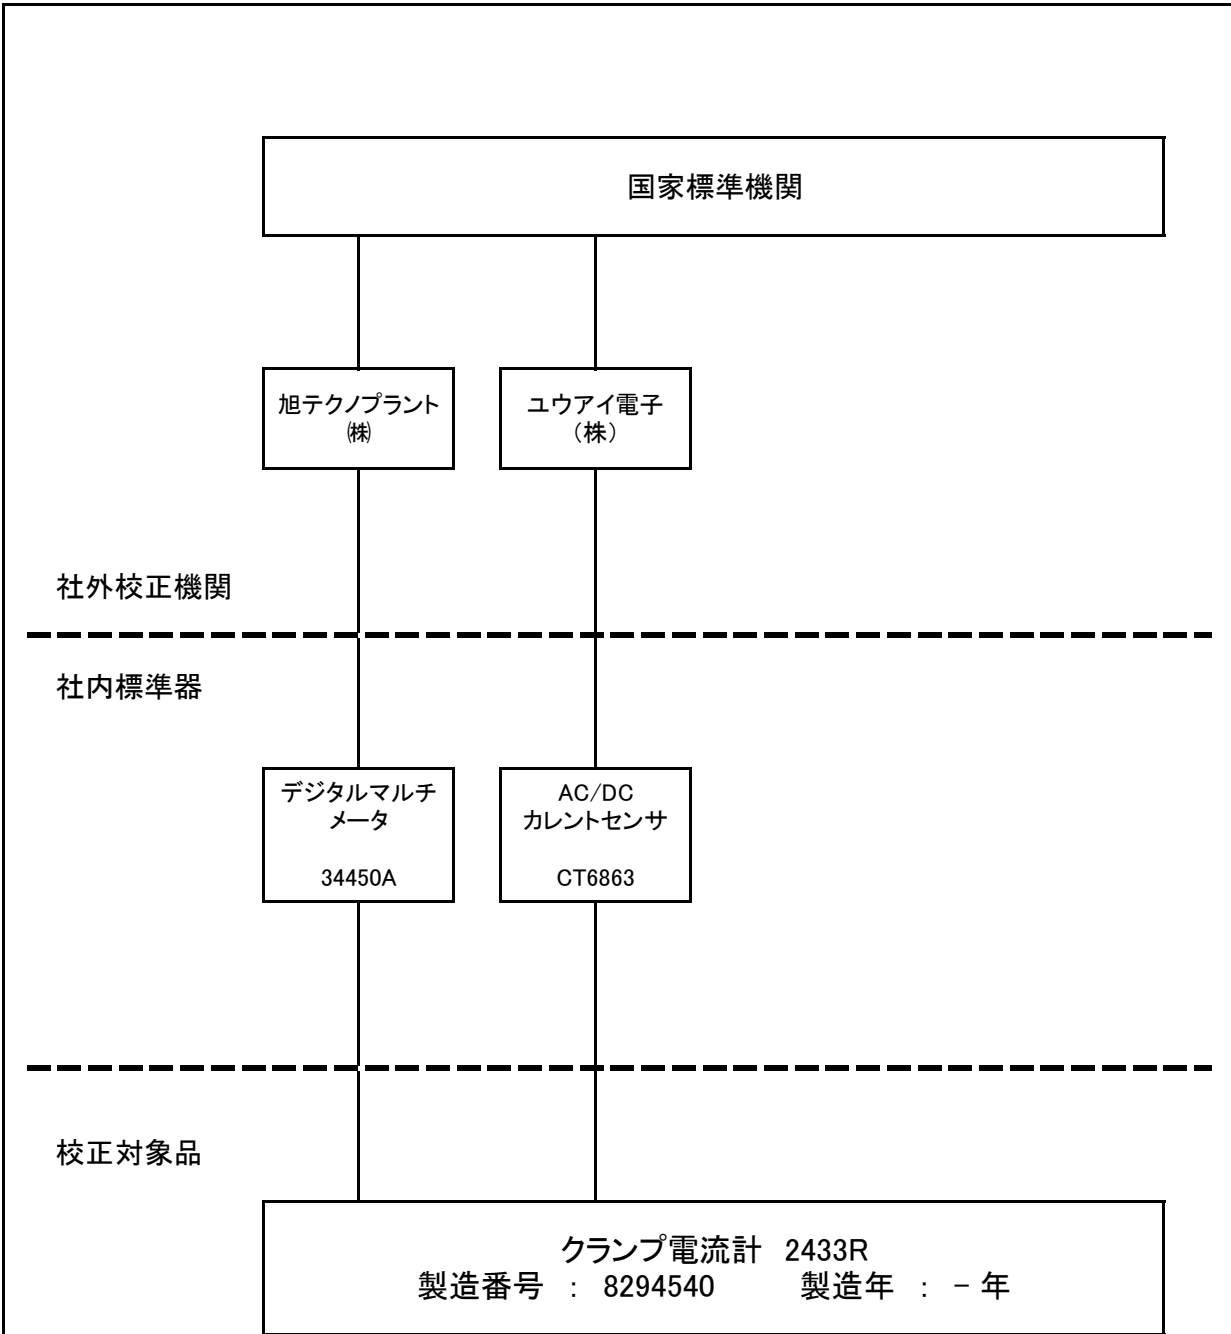 国家標準機関
旭テクノプラント
㈱
ユウアイ電子
（株）
社外校正機関
社内標準器
デジタルマルチ
メータ
34450A
AC/DC
カレントセンサ
CT6863
校正対象品
クランプ電流計 2433R
製造番号 ： 8294540 製造年 ： － 年